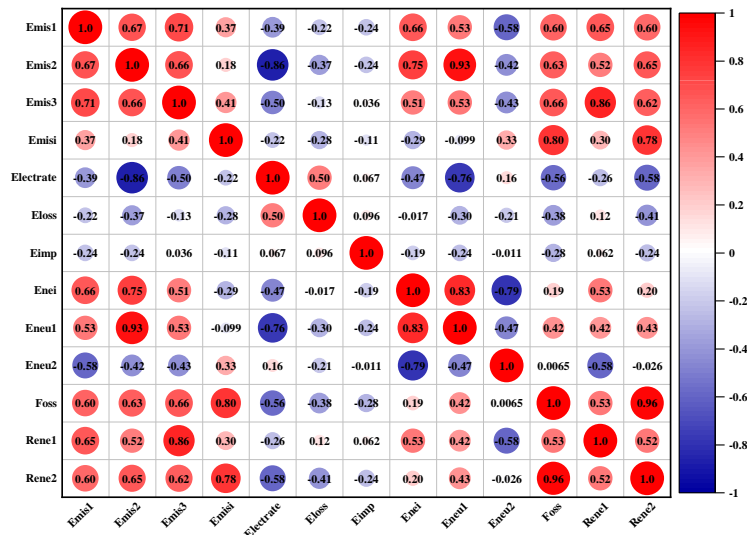 Emis1 1.0 0.67 0.71 0.37 -0.39 -0.22 -0.24 0.66 0.53 -0.58 0.60 0.65 0.60
Emis2 0.67 1.0 0.66 0.18 -0.86 -0.37 -0.24 0.75 0.93 -0.42 0.63 0.52 0.65
Emis3 0.71 0.66 1.0 0.41 -0.50 -0.13 0.036 0.51 0.53 -0.43 0.66 0.86 0.62
Emisi 0.37 0.18 0.41 1.0 -0.22 -0.28 -0.11 -0.29 -0.099 0.33 0.80 0.30 0.78
Electrate -0.39 -0.86 -0.50 -0.22 1.0 0.50 0.067 -0.47 -0.76 0.16 -0.56 -0.26 -0.58
Eloss -0.22 -0.37 -0.13 -0.28 0.50 1.0 0.096 -0.017 -0.30 -0.21 -0.38 0.12 -0.41
Eimp -0.24 -0.24 0.036 -0.11 0.067 0.096 1.0 -0.19 -0.24 -0.011 -0.28 0.062 -0.24
Enei 0.66 0.75 0.51 -0.29 -0.47 -0.017 -0.19 1.0 0.83 -0.79 0.19 0.53 0.20
Eneu1 0.53 0.93 0.53 -0.099 -0.76 -0.30 -0.24 0.83 1.0 -0.47 0.42 0.42 0.43
Eneu2 -0.58 -0.42 -0.43 0.33 0.16 -0.21 -0.011 -0.79 -0.47 1.0 0.0065 -0.58 -0.026
Foss 0.60 0.63 0.66 0.80 -0.56 -0.38 -0.28 0.19 0.42 0.0065 1.0 0.53 0.96
Rene1 0.65 0.52 0.86 0.30 -0.26 0.12 0.062 0.53 0.42 -0.58 0.53 1.0 0.52
Rene2 0.60 0.65 0.62 0.78 -0.58 -0.41 -0.24 0.20 0.43 -0.026 0.96 0.52 1.0
Emis1 Emis2 Emis3 Emisi Electrate Eloss Eimp Enei Eneu1 Eneu2 Foss Rene1 Rene2
1
0.8
0.6
0.4
0.2
0
-0.2
-0.4
-0.6
-0.8
-1